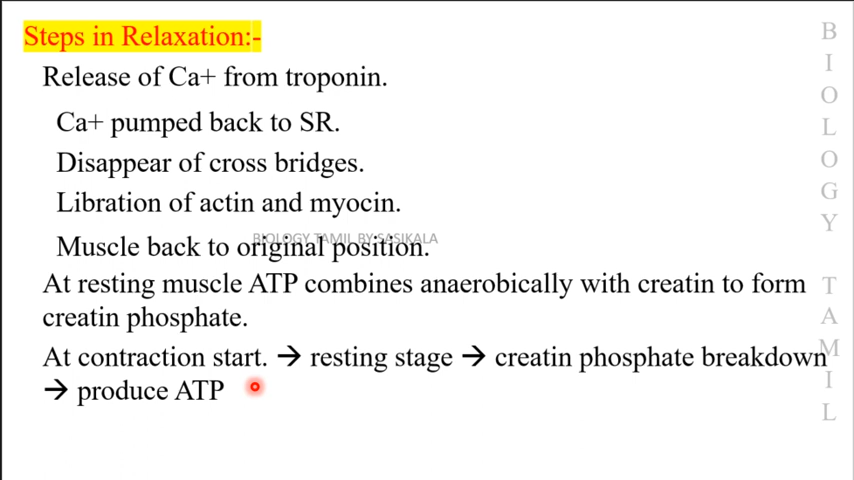 Steps in Relaxation:-
Release of Ca+ from troponin.
Ca+ pumped back to SR.
Disappear of cross bridges.
Libration of actin and myocin.
BIOLOGY TAMIL BY SASIKALA
Muscle back to original position.
At resting muscle ATP combines anaerobically with creatin to form
creatin phosphate.
At contraction start. → resting stage → creatin phosphate breakdown
→ produce ATP
BIOLOGY TAMIL